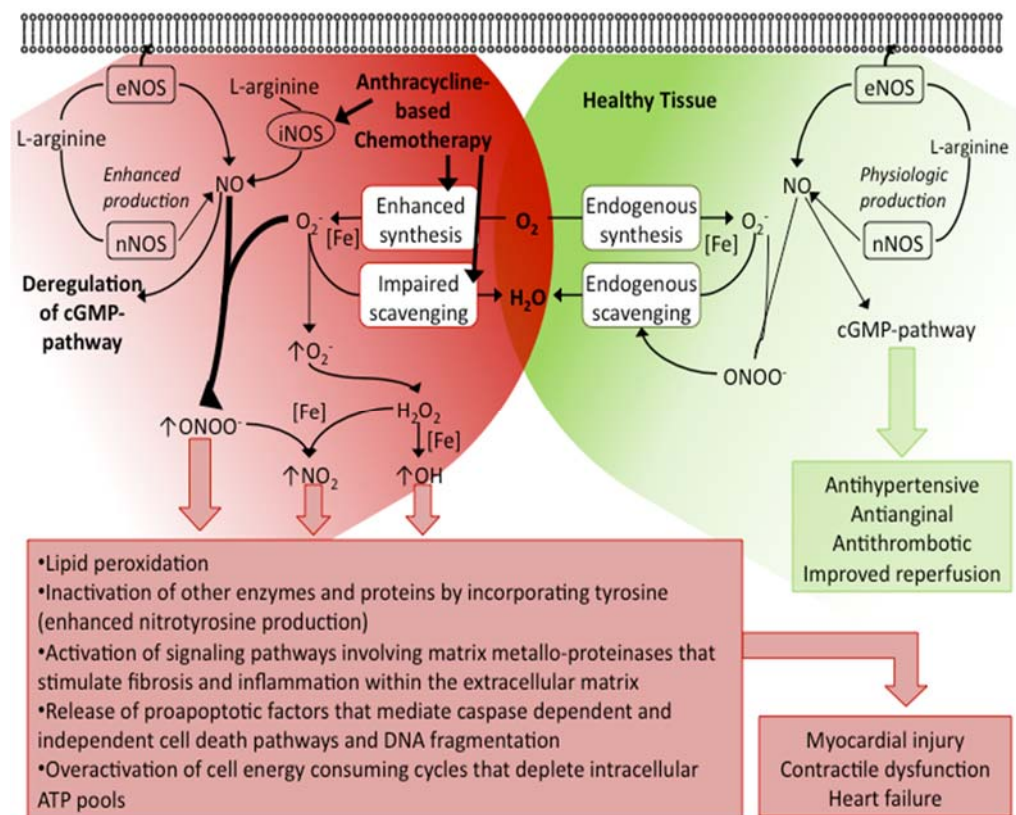 eNOS
L-arginine
iNOS
L-arginine
Enhanced
production
NO
nNOS
Deregulation
of cGMP-
pathway
Anthracycline-
based
Chemotherapy
Enhanced
synthesis
O₂⁻
[Fe]
O₂
Impaired
scavenging
H₂O
↑O₂⁻
H₂O₂
[Fe]
[Fe]
↑ONOO⁻
↑NO₂
↑OH
Healthy Tissue
eNOS
L-arginine
NO
Physiologic
production
nNOS
Endogenous
synthesis
O₂⁻
[Fe]
Endogenous
scavenging
ONOO⁻
cGMP-pathway
Antihypertensive
Antianginal
Antithrombotic
Improved reperfusion
•Lipid peroxidation
•Inactivation of other enzymes and proteins by incorporating tyrosine
(enhanced nitrotyrosine production)
•Activation of signaling pathways involving matrix metallo-proteinases that
stimulate fibrosis and inflammation within the extracellular matrix
•Release of proapoptotic factors that mediate caspase dependent and
independent cell death pathways and DNA fragmentation
•Overactivation of cell energy consuming cycles that deplete intracellular
ATP pools
Myocardial injury
Contractile dysfunction
Heart failure